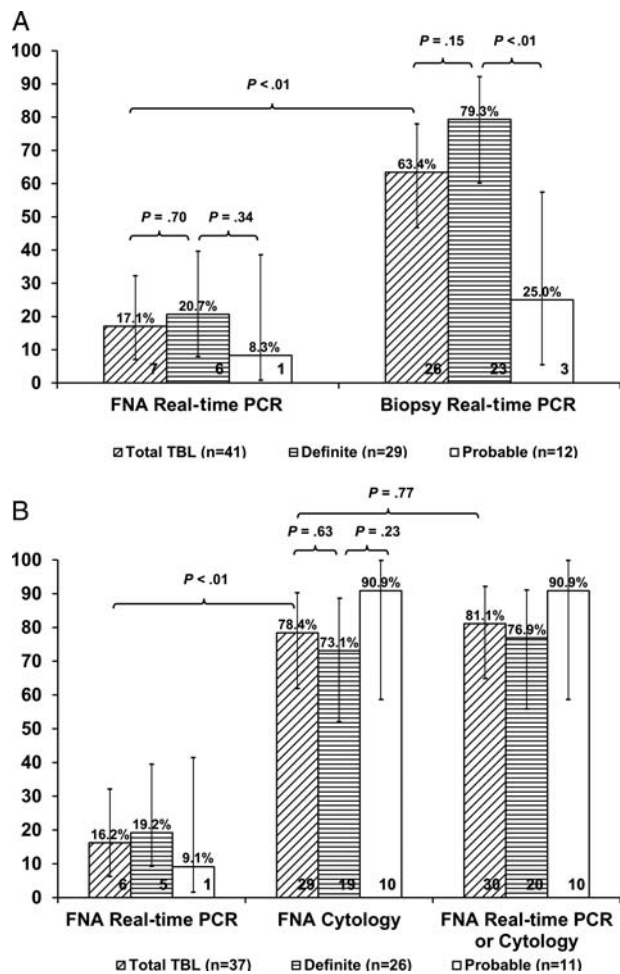 A
P = .15 P <.01
P <.01
P = .70 P = .34
100
90
80
70
60
50
40
30
20
10
0
17.1% 20.7% 8.3% 63.4% 79.3% 25.0%
7 6 1 26 23 3
FNA Real-time PCR Biopsy Real-time PCR
Total TBL (n=41) Definite (n=29) Probable (n=12)
B
P = .77
P = .63 P = .23
P <.01
100
90
80
70
60
50
40
30
20
10
0
16.2% 19.2% 9.1% 78.4% 73.1% 90.9% 81.1% 76.9% 90.9%
6 5 1 29 19 10 30 20 10
FNA Real-time PCR FNA Cytology FNA Real-time PCR
or Cytology
Total TBL (n=37) Definite (n=26) Probable (n=11)